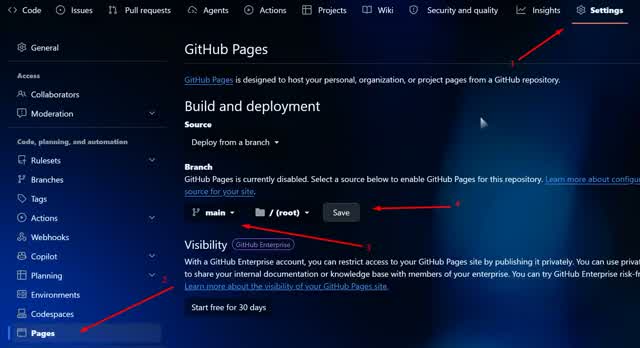 Code
Issues
Pull requests
Agents
Actions
Projects
Wiki
Security and quality
Insights
Settings
1
General
Access
Collaborators
Moderation
Code, planning, and automation
Rulesets
Branches
Tags
Actions
Webhooks
Copilot
Planning
Environments
Codespaces
Pages
2
GitHub Pages
GitHub Pages is designed to host your personal, organization, or project pages from a GitHub repository.
Build and deployment
Source
Deploy from a branch
Branch
GitHub Pages is currently disabled. Select a source below to enable GitHub Pages for this repository. Learn more about configur
source for your site.
main
/ (root)
Save
4
3
Visibility
GitHub Enterprise
With a GitHub Enterprise account, you can restrict access to your GitHub Pages site by publishing it privately. You can use privat
to share your internal documentation or knowledge base with members of your enterprise. You can try GitHub Enterprise risk-fr
Learn more about the visibility of your GitHub Pages site.
Start free for 30 days